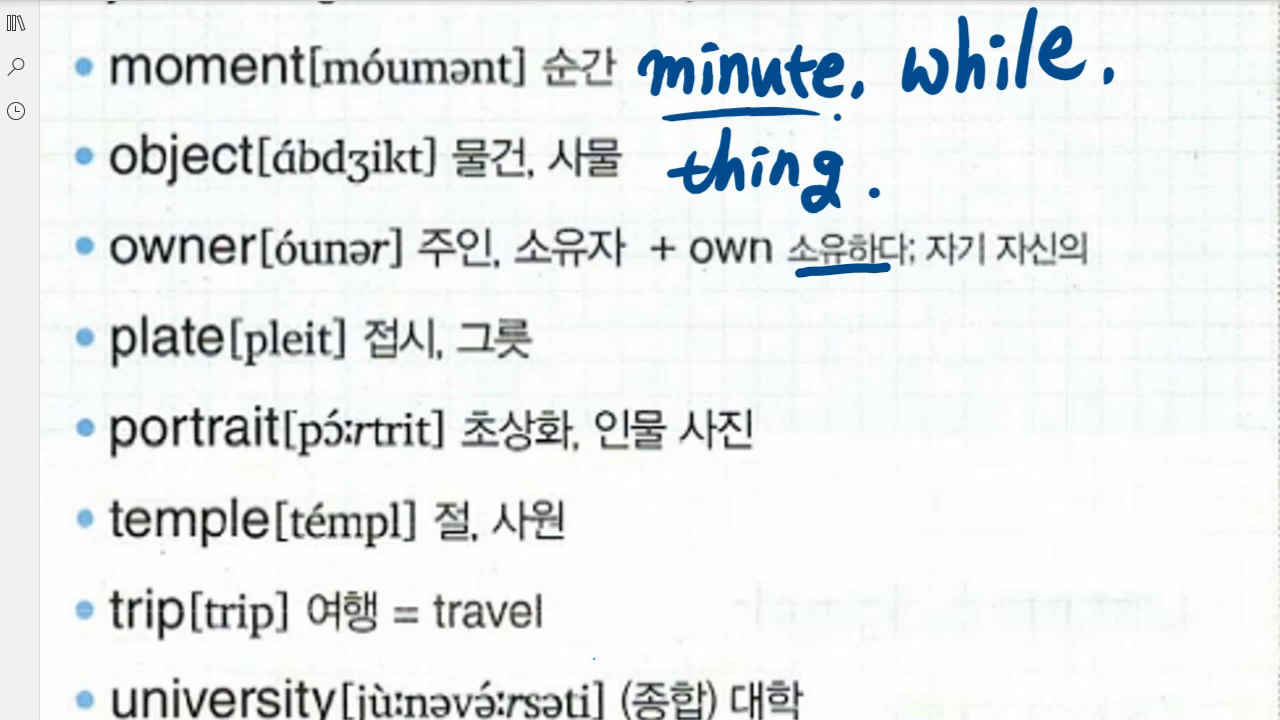 moment[móumənt] 순간 minute. while.
object[ábdʒikt] 물건, 사물 thing.
owner[óunər] 주인, 소유자 + own 소유하다; 자기 자신의
plate[pleit] 접시, 그릇
portrait[pɔ́ːrtrit] 초상화, 인물 사진
temple[témpl] 절, 사원
trip[trip] 여행 = travel
university[jùːnəvə́ːrsəti] (종합) 대학